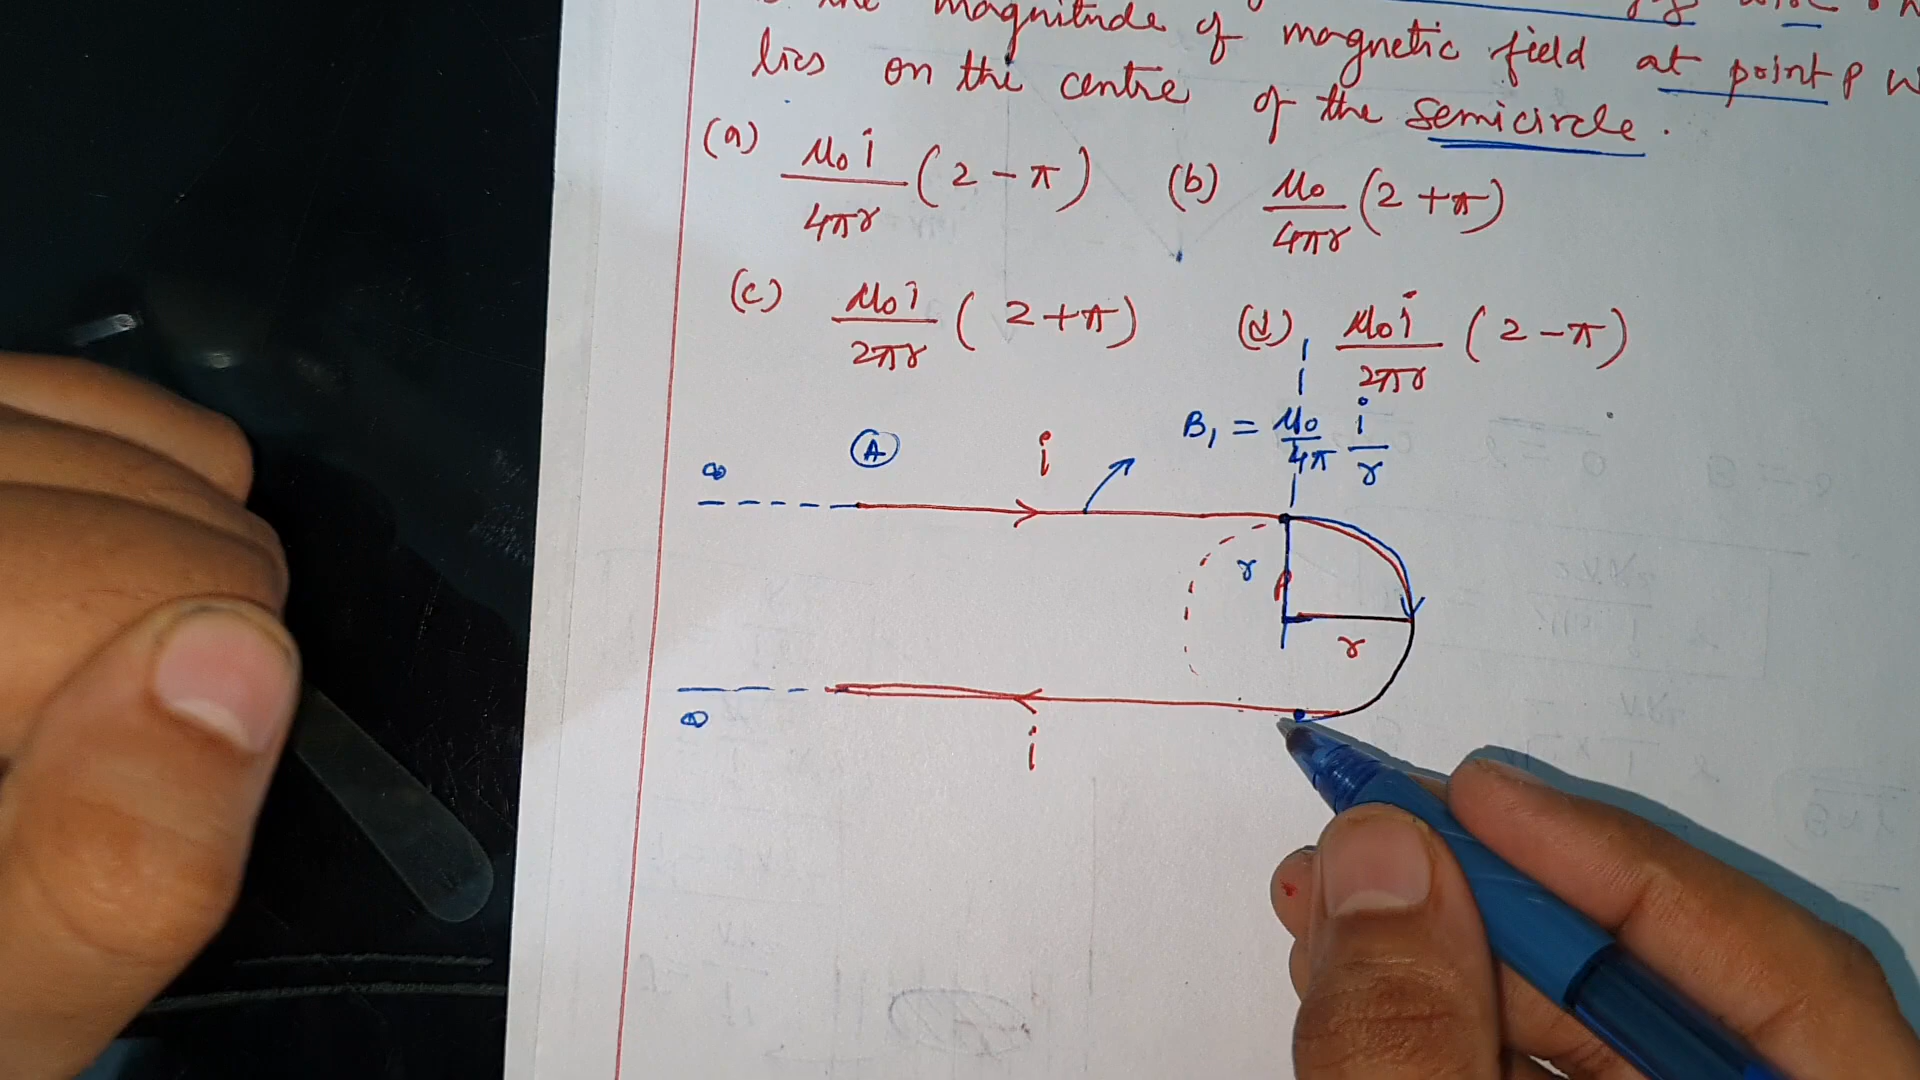 the magnitude of magnetic field at point P
lies on the centre of the semicircle.
(a) μ₀i/4πr (2 - π) (b) μ₀/4πr (2 + π)
(c) μ₀i/2πr (2 + π) (d) μ₀i/2πr (2 - π)
B₁ = μ₀/4π i/r
∞ A i
r P
r
∞
i